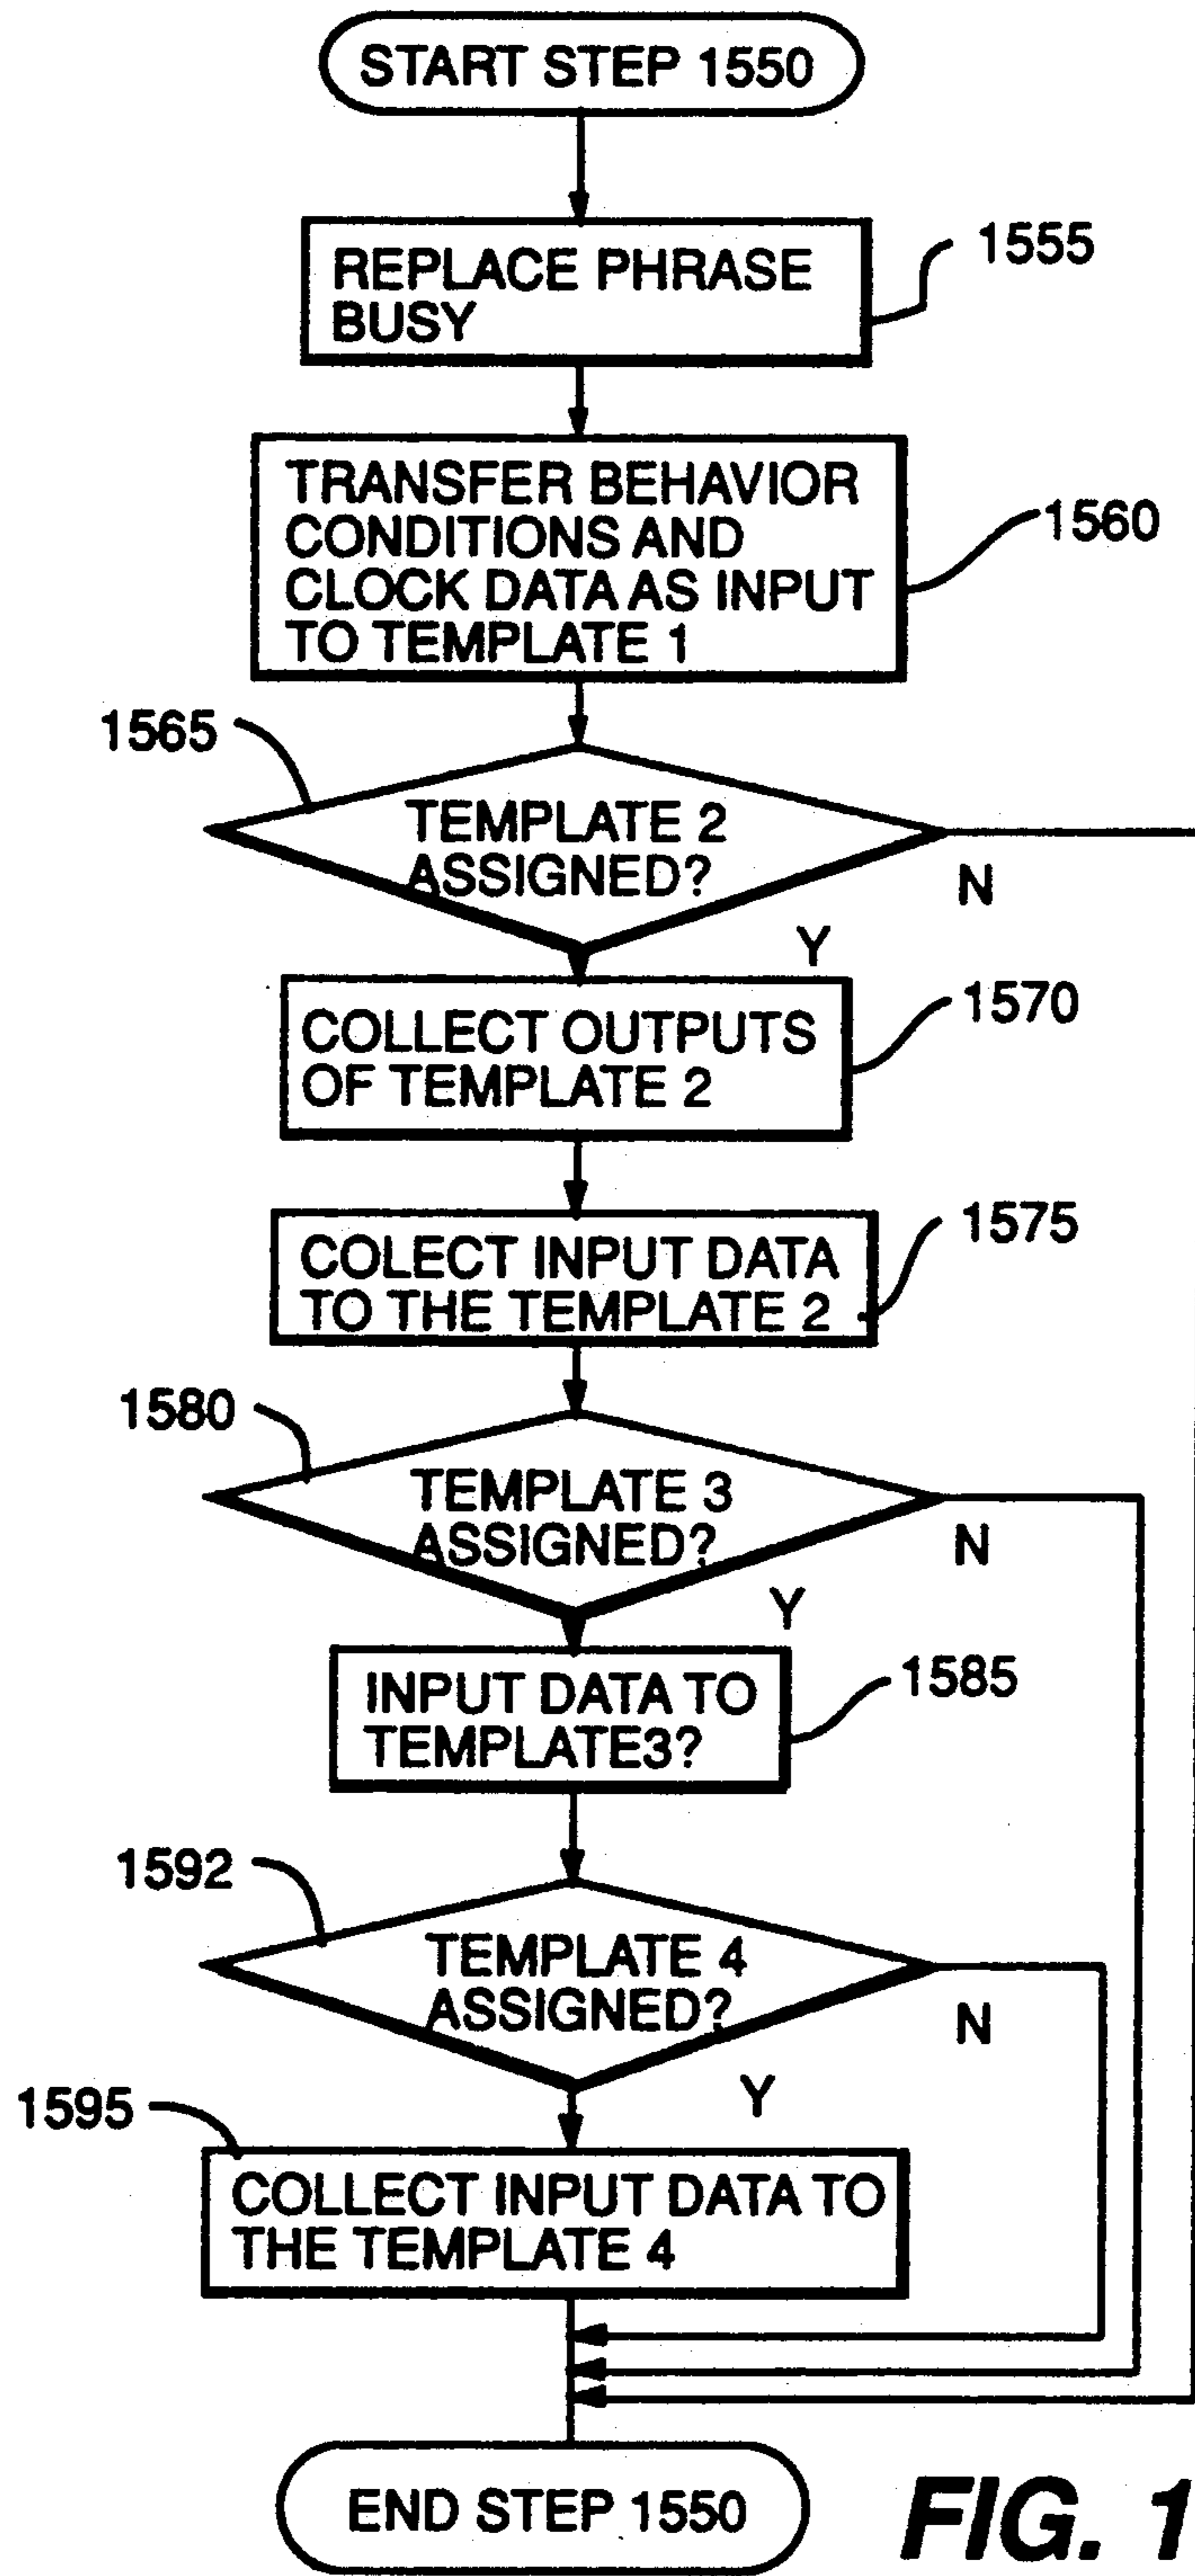 START STEP 1550
REPLACE PHRASE
BUSY
1555
TRANSFER BEHAVIOR
CONDITIONS AND
CLOCK DATA AS INPUT
TO TEMPLATE 1
1560
1565
TEMPLATE 2
ASSIGNED?
N
Y
COLLECT OUTPUTS
OF TEMPLATE 2
1570
COLECT INPUT DATA
TO THE TEMPLATE 2
1575
1580
TEMPLATE 3
ASSIGNED?
N
Y
INPUT DATA TO
TEMPLATE3?
1585
1592
TEMPLATE 4
ASSIGNED?
N
Y
1595
COLLECT INPUT DATA TO
THE TEMPLATE 4
END STEP 1550
FIG. 1